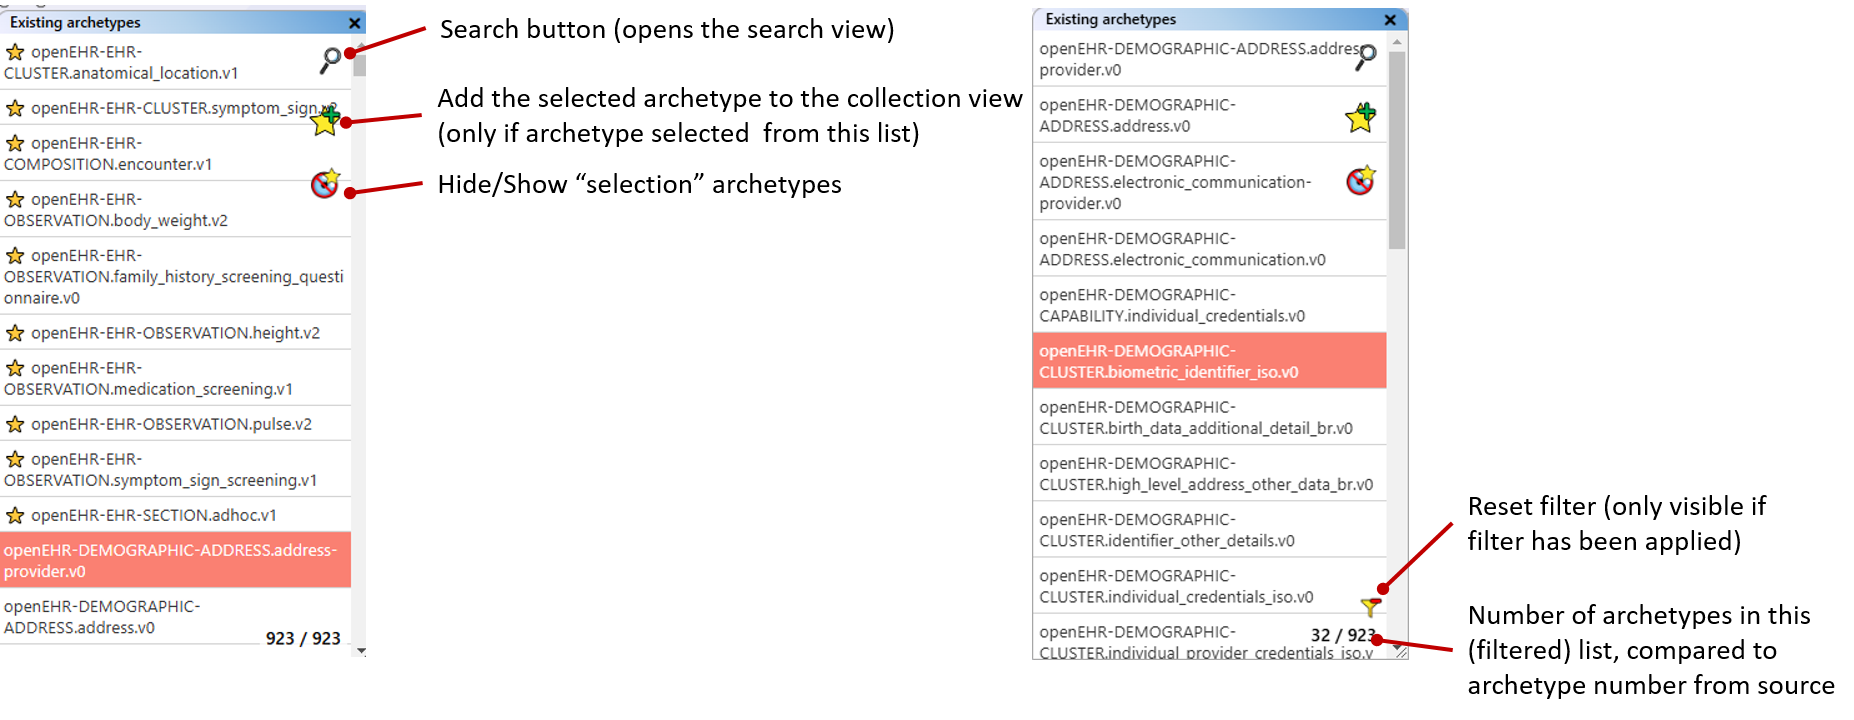 Existing archetypes
openEHR-EHR-
CLUSTER.anatomical_location.v1
openEHR-EHR-CLUSTER.symptom_sign.v2
openEHR-EHR-
COMPOSITION.encounter.v1
openEHR-EHR-
OBSERVATION.body_weight.v2
openEHR-EHR-
OBSERVATION.family_history_screening_questi
onnaire.v0
openEHR-EHR-OBSERVATION.height.v2
openEHR-EHR-
OBSERVATION.medication_screening.v1
openEHR-EHR-OBSERVATION.pulse.v2
openEHR-EHR-
OBSERVATION.symptom_sign_screening.v1
openEHR-EHR-SECTION.adhoc.v1
openEHR-DEMOGRAPHIC-ADDRESS.address-
provider.v0
openEHR-DEMOGRAPHIC-
ADDRESS.address.v0
923 / 923
Search button (opens the search view)
Add the selected archetype to the collection view
(only if archetype selected from this list)
Hide/Show “selection” archetypes
Existing archetypes
openEHR-DEMOGRAPHIC-ADDRESS.address
provider.v0
openEHR-DEMOGRAPHIC-
ADDRESS.address.v0
openEHR-DEMOGRAPHIC-
ADDRESS.electronic_communication-
provider.v0
openEHR-DEMOGRAPHIC-
ADDRESS.electronic_communication.v0
openEHR-DEMOGRAPHIC-
CAPABILITY.individual_credentials.v0
openEHR-DEMOGRAPHIC-
CLUSTER.biometric_identifier_iso.v0
openEHR-DEMOGRAPHIC-
CLUSTER.birth_data_additional_detail_br.v0
openEHR-DEMOGRAPHIC-
CLUSTER.high_level_address_other_data_br.v0
openEHR-DEMOGRAPHIC-
CLUSTER.identifier_other_details.v0
openEHR-DEMOGRAPHIC-
CLUSTER.individual_credentials_iso.v0
openEHR-DEMOGRAPHIC-
CLUSTER.individual_provider_credentials_iso.v
32 / 923
Reset filter (only visible if
filter has been applied)
Number of archetypes in this
(filtered) list, compared to
archetype number from source